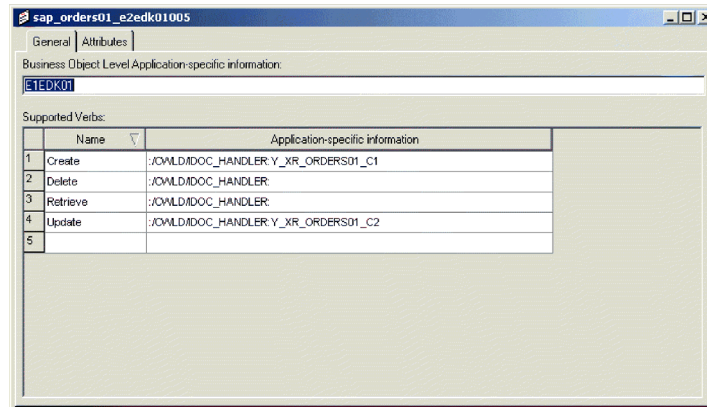 sap_orders01_e2edk01005
General Attributes
Business Object Level Application-specific information:
E1EDK01
Supported Verbs:
Name Application-specific information
1 Create :/CWLD/IDOC_HANDLER:Y_XR_ORDERS01_C1
2 Delete :/CWLD/IDOC_HANDLER:
3 Retrieve :/CWLD/IDOC_HANDLER:
4 Update :/CWLD/IDOC_HANDLER:Y_XR_ORDERS01_C2
5